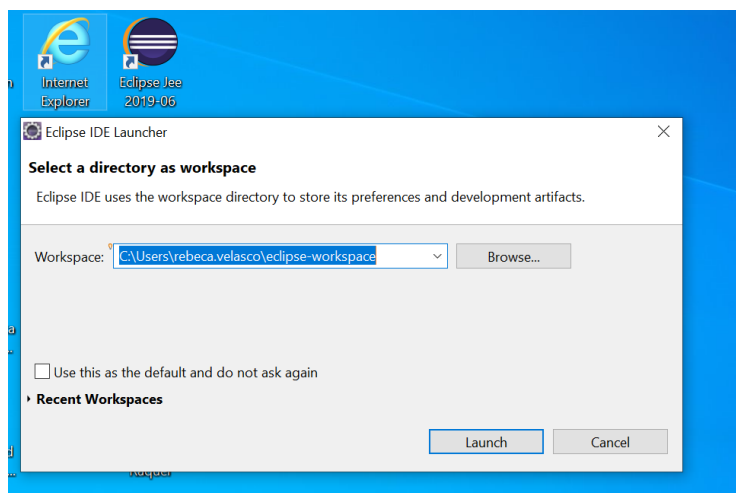 Internet
Explorer
Eclipse Jee
2019-06
Eclipse IDE Launcher
Select a directory as workspace
Eclipse IDE uses the workspace directory to store its preferences and development artifacts.
Workspace:
C:\Users\rebeca.velasco\eclipse-workspace
Browse...
Use this as the default and do not ask again
Recent Workspaces
Launch
Cancel